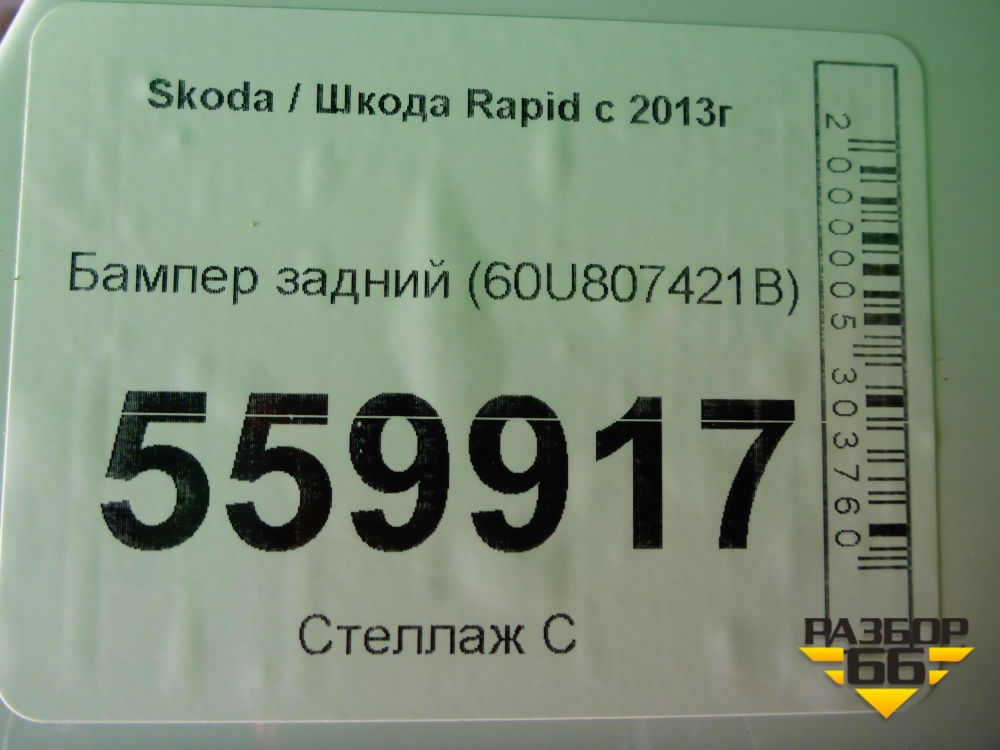 Skoda / Шкода Rapid с 2013г
Бампер задний (60U807421B)
559917
Стеллаж С
2000005303760
РАЗБОР
66